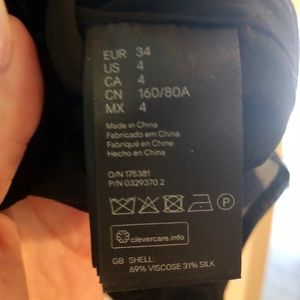 EUR 34
US 4
CA 4
CN 160/80A
MX 4
Made in China
Fabricado em China
Fabriqué en Chine
Hecho en China
O/N 175381
P/N 0329370 2
P
clevercare.info
GB SHELL:
69% VISCOSE 31% SILK